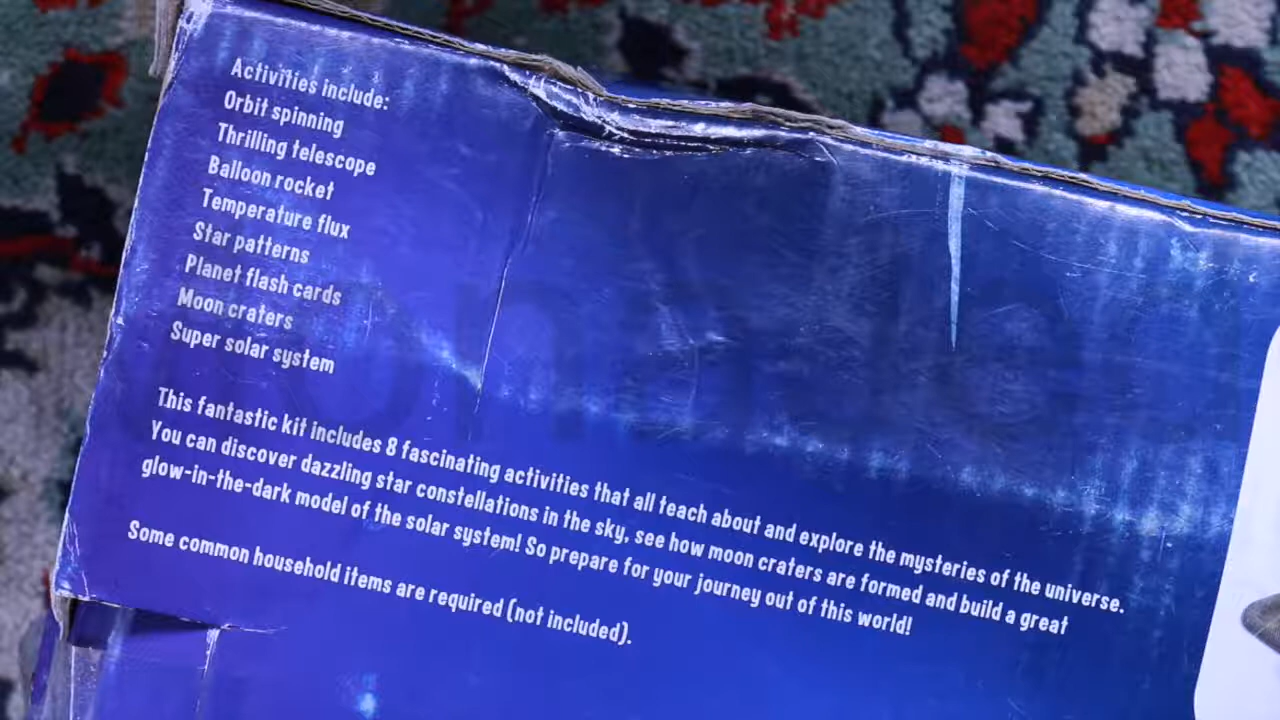 Activities include:
Orbit spinning
Thrilling telescope
Balloon rocket
Temperature flux
Star patterns
Planet flash cards
Moon craters
Super solar system
This fantastic kit includes 8 fascinating activities that all teach about and explore the mysteries of the universe.
You can discover dazzling star constellations in the sky, see how moon craters are formed and build a great
glow-in-the-dark model of the solar system! So prepare for your journey out of this world!
Some common household items are required (not included).